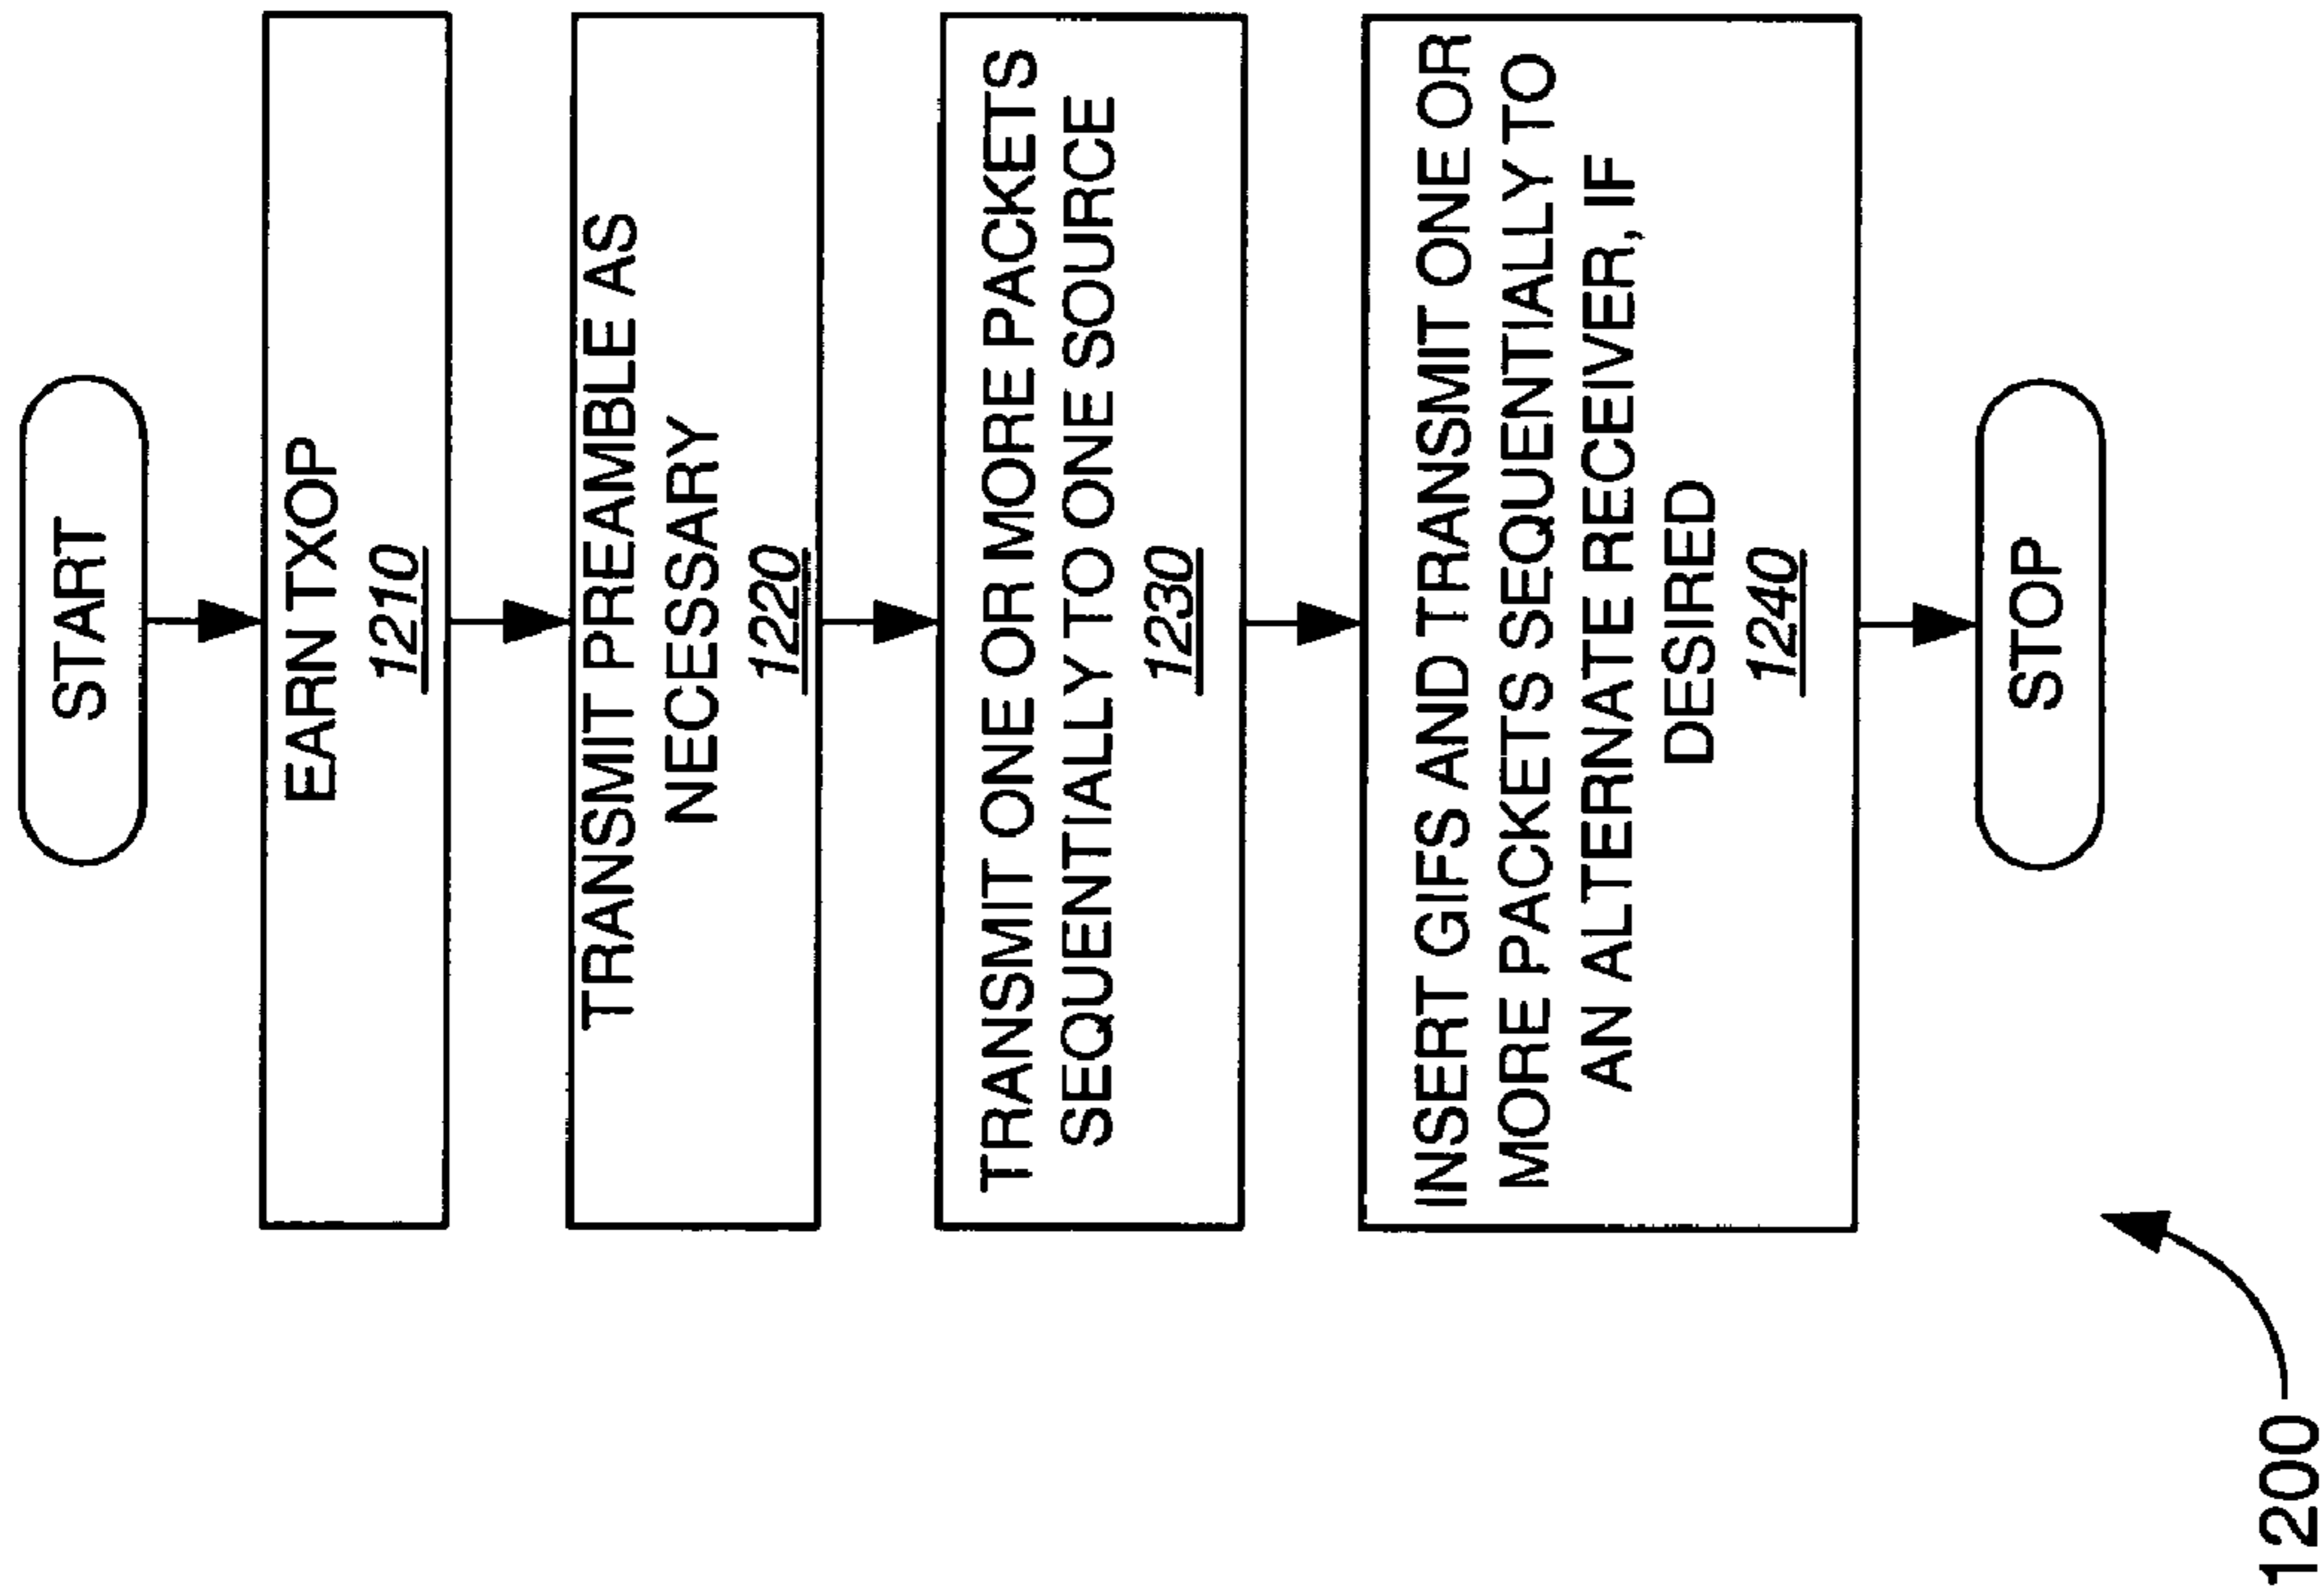 START
EARN TXOP
1210
TRANSMIT PREAMBLE AS
NECESSARY
1220
TRANSMIT ONE OR MORE PACKETS
SEQUENTIALLY TO ONE SOURCE
1230
INSERT GIFS AND TRANSMIT ONE OR
MORE PACKETS SEQUENTIALLY TO
AN ALTERNATE RECEIVER, IF
DESIRED
1240
STOP
1200